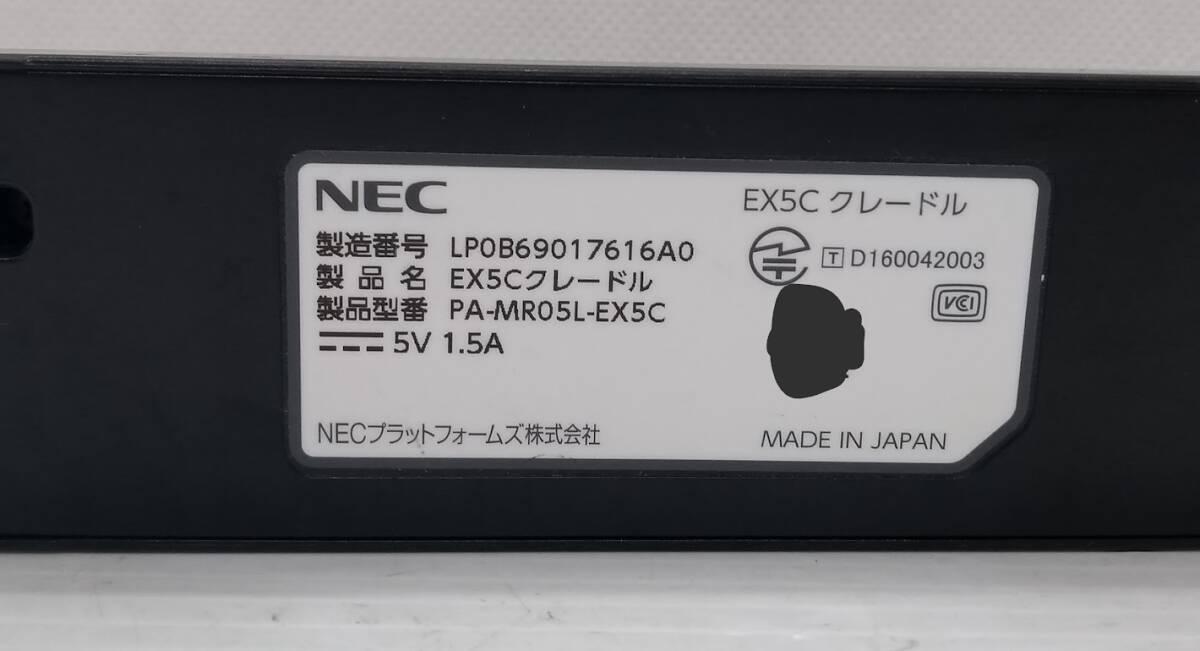 NEC
EX5C クレードル
製造番号 LP0B69017616A0
製品名 EX5Cクレードル
製品型番 PA-MR05L-EX5C
5V 1.5A
T D160042003
VCI
NECプラットフォームズ株式会社
MADE IN JAPAN